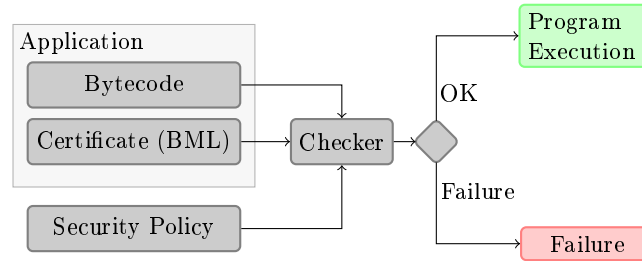 Application
Bytecode
Certificate (BML)
Security Policy
Checker
OK
Failure
Program
Execution
Failure